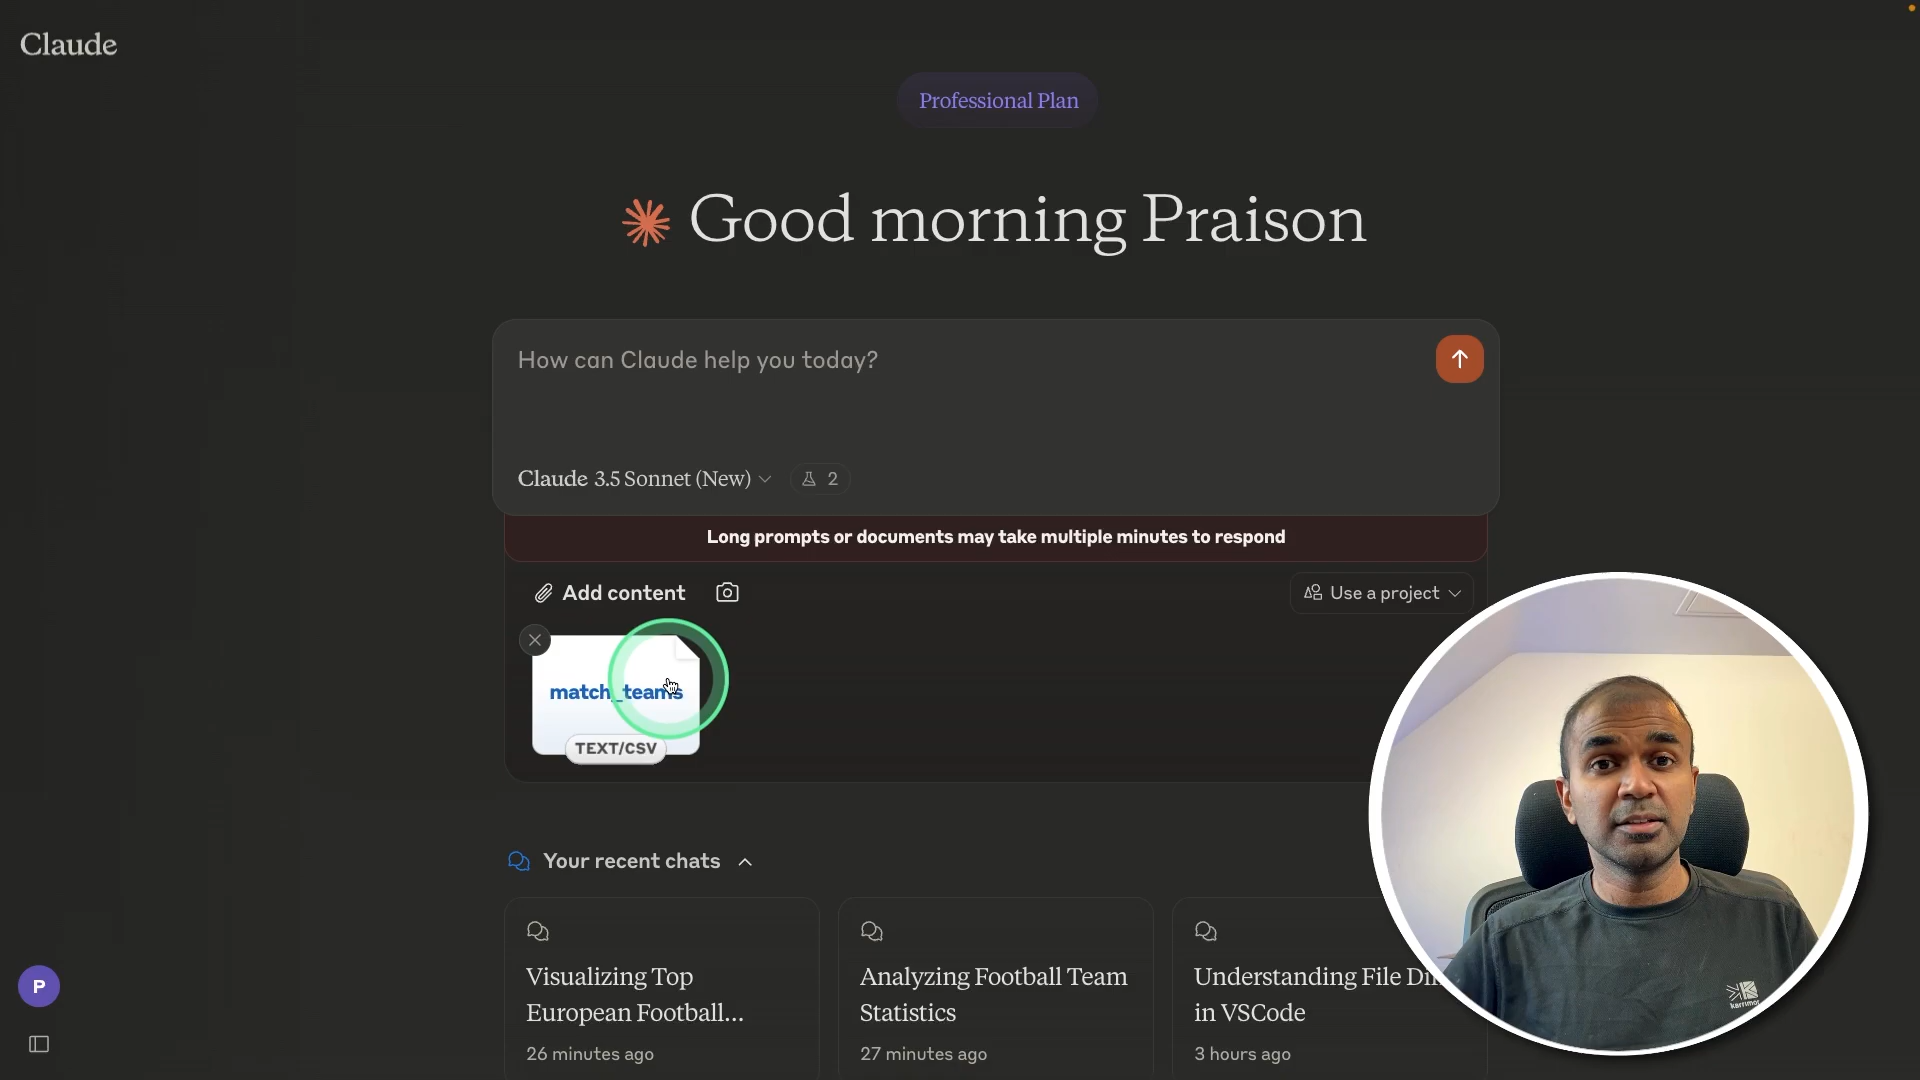 Claude
Professional Plan
Good morning Praison
How can Claude help you today?
Claude 3.5 Sonnet (New)
2
Long prompts or documents may take multiple minutes to respond
Add content
Use a project
match_teams
TEXT/CSV
Your recent chats
Visualizing Top
European Football...
26 minutes ago
Analyzing Football Team
Statistics
27 minutes ago
Understanding File
in VSCode
3 hours ago
P